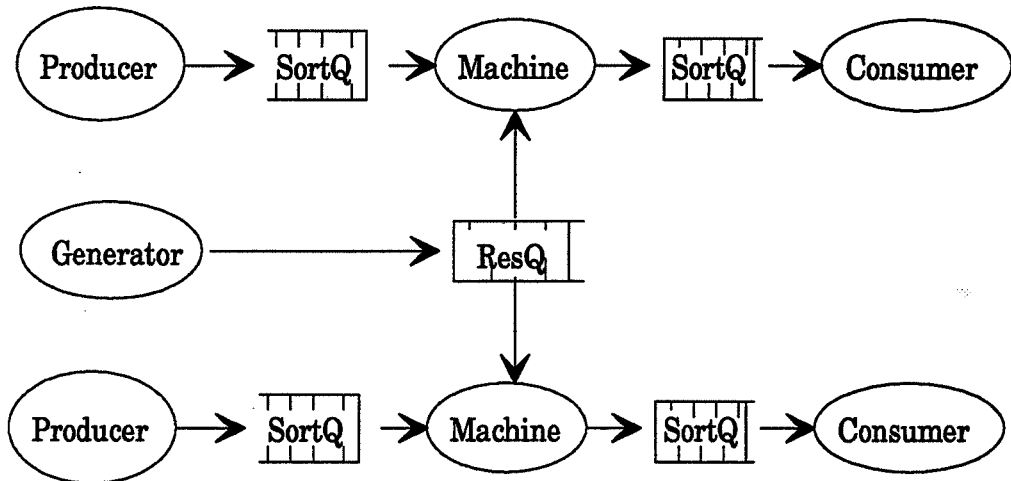 Producer
SortQ
Machine
SortQ
Consumer
Generator
ResQ
Producer
SortQ
Machine
SortQ
Consumer